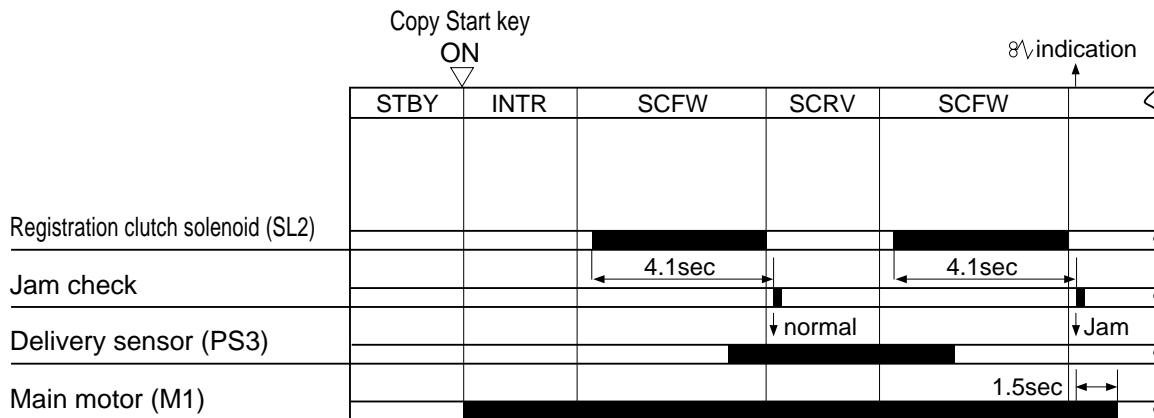 Copy Start key
ON
indication
STBY INTR SCFW SCRV SCFW
Registration clutch solenoid (SL2)
4.1sec 4.1sec
Jam check
normal Jam
Delivery sensor (PS3)
1.5sec
Main motor (M1)